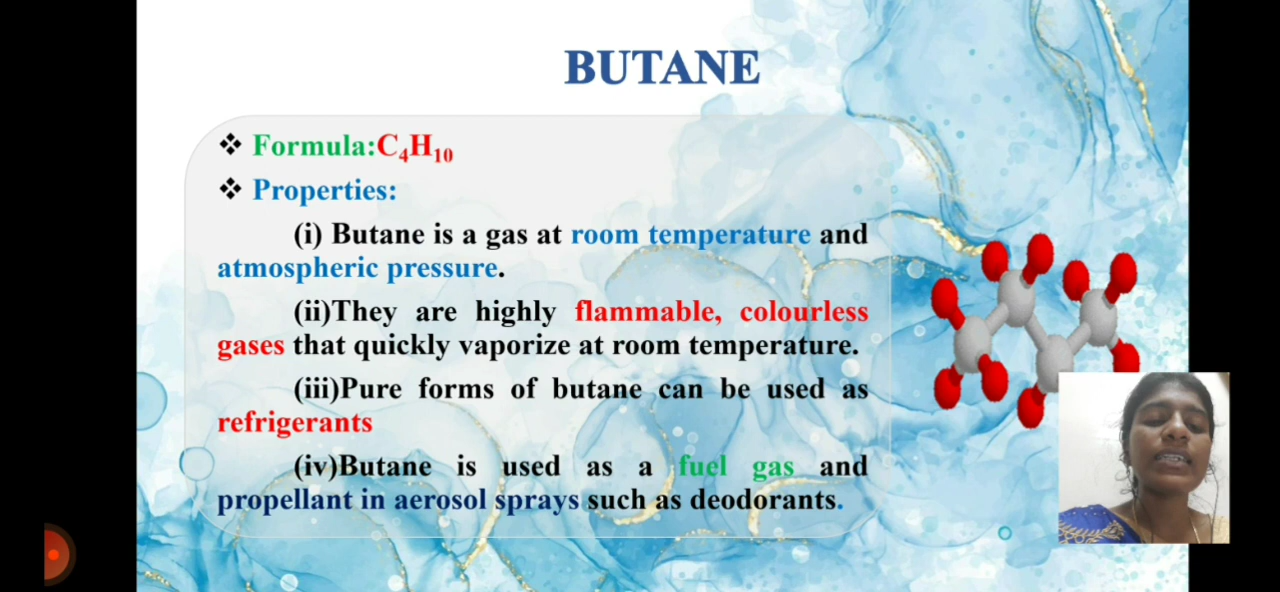 BUTANE
❖ Formula:C₄H₁₀
❖ Properties:
(i) Butane is a gas at room temperature and
atmospheric pressure.
(ii)They are highly flammable, colourless
gases that quickly vaporize at room temperature.
(iii)Pure forms of butane can be used as
refrigerants
(iv)Butane is used as a fuel gas and
propellant in aerosol sprays such as deodorants.